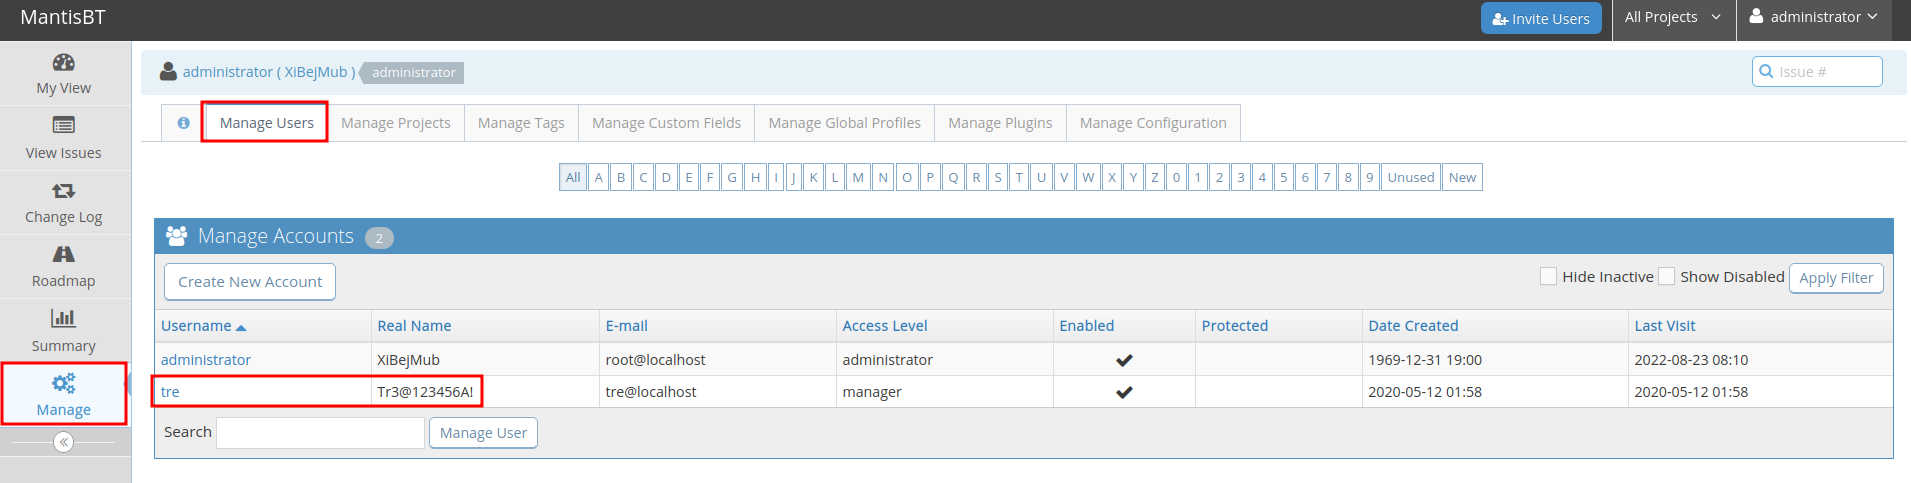 MantisBT
Invite Users
All Projects
administrator
My View
View Issues
Change Log
Roadmap
Summary
Manage
administrator ( XiBejMub )
administrator
Issue #
Manage Users
Manage Projects
Manage Tags
Manage Custom Fields
Manage Global Profiles
Manage Plugins
Manage Configuration
All A B C D E F G H I J K L M N O P Q R S T U V W X Y Z 0 1 2 3 4 5 6 7 8 9 Unused New
Manage Accounts 2
Create New Account
Hide Inactive Show Disabled Apply Filter
Username Real Name E-mail Access Level Enabled Protected Date Created Last Visit
administrator XiBejMub root@localhost administrator 1969-12-31 19:00 2022-08-23 08:10
tre Tr3@123456A! tre@localhost manager 2020-05-12 01:58 2020-05-12 01:58
Search Manage User